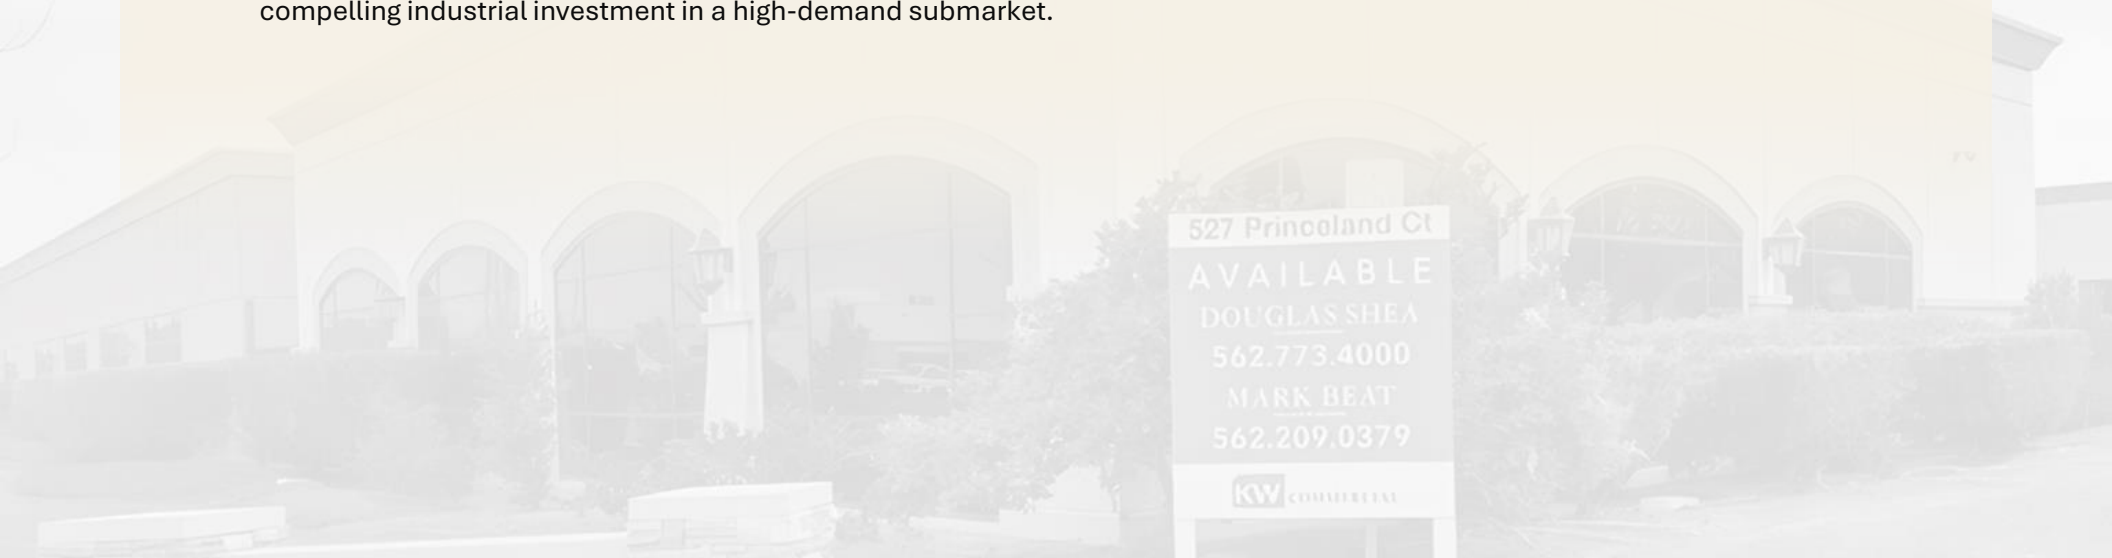 compelling industrial investment in a high-demand submarket.
527 Princeland Ct
AVAILABLE
DOUGLAS SHEA
562.773.4000
MARK BEAT
562.209.0379
KW COMMERCIAL